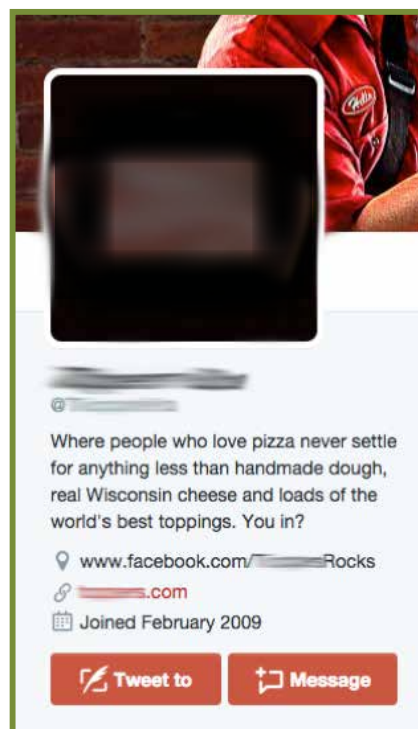 @
Where people who love pizza never settle
for anything less than handmade dough,
real Wisconsin cheese and loads of the
world's best toppings. You in?
www.facebook.com/ Rocks
.com
Joined February 2009
Tweet to
Message